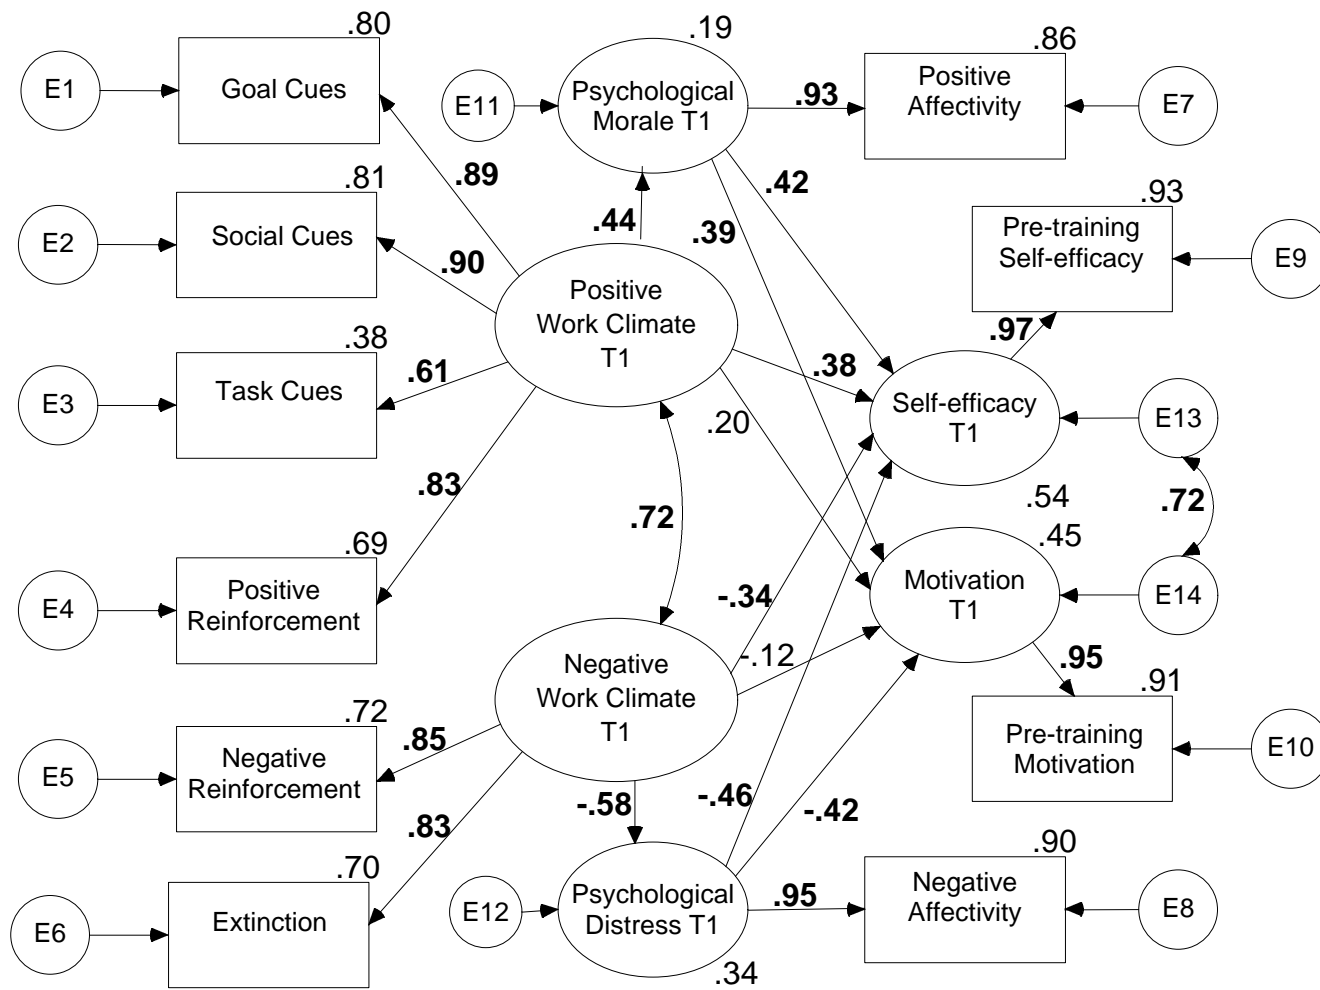 .80
E1
Goal Cues
.89
.81
E2
Social Cues
.90
.38
E3
Task Cues
.61
.83
.69
E4
Positive
Reinforcement
.72
E5
Negative
Reinforcement
.85
.83
.70
E6
Extinction
.19
E11
Psychological
Morale T1
.93
.86
Positive
Affectivity
E7
.44
.42
.39
Positive
Work Climate
T1
.38
.20
.93
Pre-training
Self-efficacy
E9
.97
Self-efficacy
T1
E13
.54
.72
.72
.45
Motivation
T1
E14
-.34
-.12
Negative
Work Climate
T1
.95
.91
Pre-training
Motivation
E10
-.58
-.46
-.42
E12
Psychological
Distress T1
.34
.95
.90
Negative
Affectivity
E8